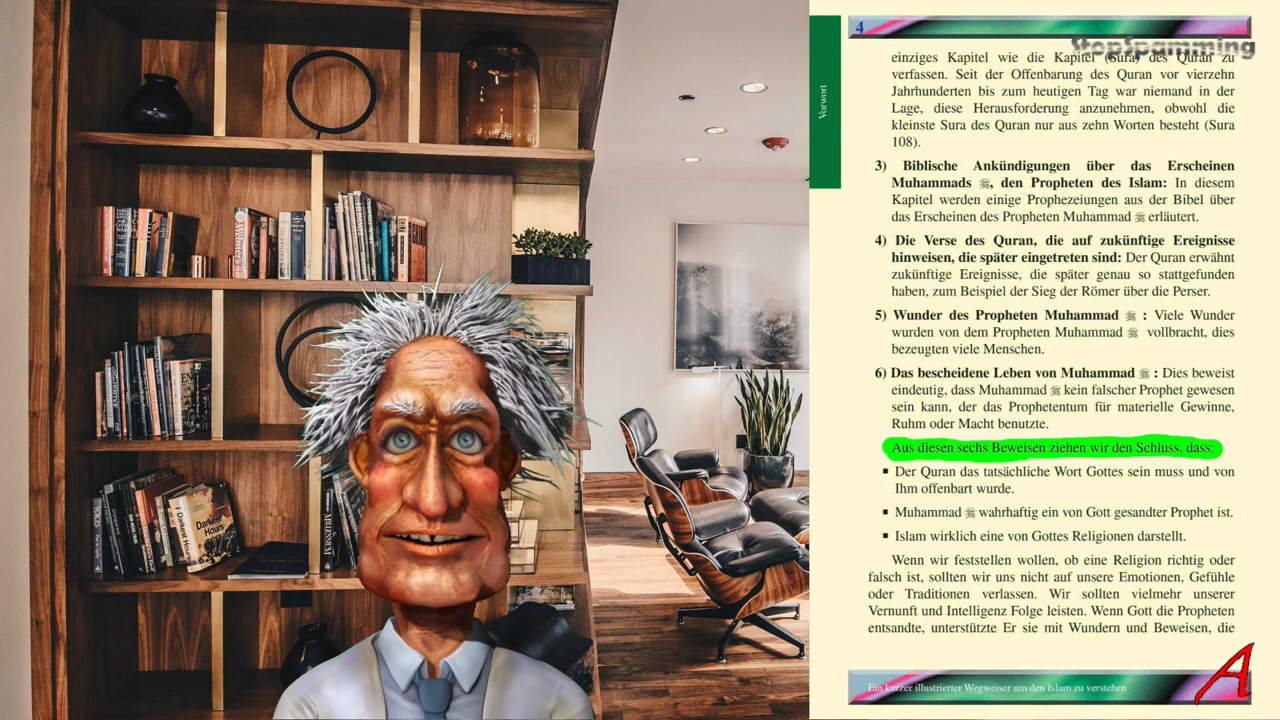 4
StopSpamming
Vorwort
einziges Kapitel wie die Kapitel (Sura) des Quran zu
verfassen. Seit der Offenbarung des Quran vor vierzehn
Jahrhunderten bis zum heutigen Tag war niemand in der
Lage, diese Herausforderung anzunehmen, obwohl die
kleinste Sura des Quran nur aus zehn Worten besteht (Sura
108).
3) Biblische Ankündigungen über das Erscheinen
Muhammads ﷺ, den Propheten des Islam: In diesem
Kapitel werden einige Prophezeiungen aus der Bibel über
das Erscheinen des Propheten Muhammad ﷺ erläutert.
4) Die Verse des Quran, die auf zukünftige Ereignisse
hinweisen, die später eingetreten sind: Der Quran erwähnt
zukünftige Ereignisse, die später genau so stattgefunden
haben, zum Beispiel der Sieg der Römer über die Perser.
5) Wunder des Propheten Muhammad ﷺ : Viele Wunder
wurden von dem Propheten Muhammad ﷺ vollbracht, dies
bezeugten viele Menschen.
6) Das bescheidene Leben von Muhammad ﷺ : Dies beweist
eindeutig, dass Muhammad ﷺ kein falscher Prophet gewesen
sein kann, der das Prophetentum für materielle Gewinne,
Ruhm oder Macht benutzte.
Aus diesen sechs Beweisen ziehen wir den Schluss, dass:
▪ Der Quran das tatsächliche Wort Gottes sein muss und von
Ihm offenbart wurde.
▪ Muhammad ﷺ wahrhaftig ein von Gott gesandter Prophet ist.
▪ Islam wirklich eine von Gottes Religionen darstellt.
Wenn wir feststellen wollen, ob eine Religion richtig oder
falsch ist, sollten wir uns nicht auf unsere Emotionen, Gefühle
oder Traditionen verlassen. Wir sollten vielmehr unserer
Vernunft und Intelligenz Folge leisten. Wenn Gott die Propheten
entsandte, unterstützte Er sie mit Wundern und Beweisen, die
Ein kurzer illustrierter Wegweiser um den Islam zu verstehen
A